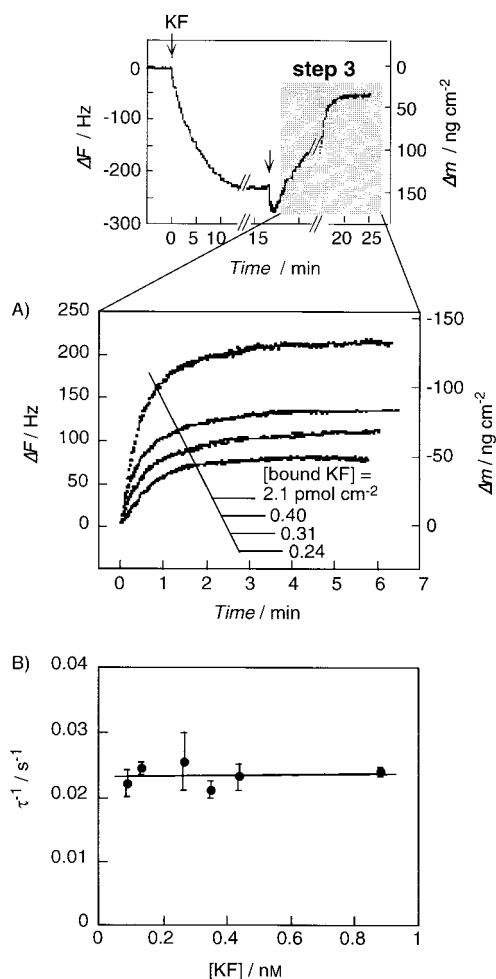 KF
step 3
ΔF / Hz
0
-100
-200
-300
0
50
100
150
Δm / ng cm-2
0 5 10 15 20 25
Time / min
A)
250
200
150
100
50
0
ΔF / Hz
-150
-100
-50
0
Δm / ng cm-2
[bound KF] =
2.1 pmol cm-2
0.40
0.31
0.24
0 1 2 3 4 5 6 7
Time / min
B)
0.04
0.03
0.02
0.01
0
τ-1 / s-1
0 0.2 0.4 0.6 0.8 1
[KF] / nM